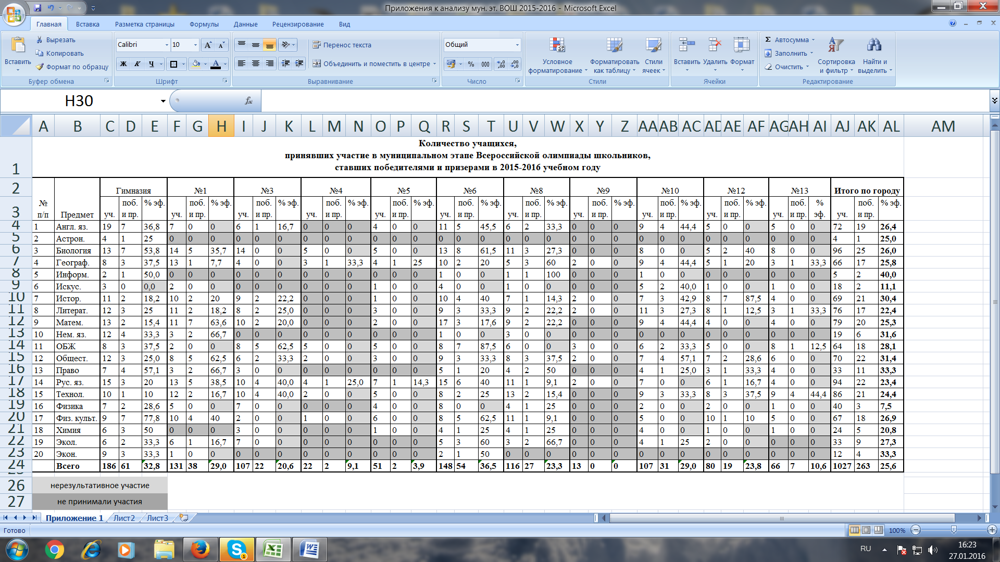 Приложения к анализу мун. эт. ВОШ 2015-2016 - Microsoft Excel
Главная Вставка Разметка страницы Формулы Данные Рецензирование Вид
Вставить
Вырезать
Копировать
Формат по образцу
Буфер обмена
Calibri 10
Ж К Ч
Шрифт
Перенос текста
Объединить и поместить в центре
Выравнивание
Общий
% 000
Число
Условное форматирование
Форматировать как таблицу
Стили ячеек
Стили
Вставить Удалить Формат
Ячейки
Σ Автосумма
Заполнить
Очистить
Сортировка и фильтр
Найти и выделить
Редактирование
H30
fx
A B C D E F G H I J K L M N O P Q R S T U V W X Y Z AA AB AC AD AE AF AG AH AI AJ AK AL AM
1
Количество учащихся,
принявших участие в муниципальном этапе Всероссийской олимпиады школьников,
ставших победителями и призерами в 2015-2016 учебном году
2 Гимназия №1 №3 №4 №5 №6 №8 №9 №10 №12 №13 Итого по городу
3 № п/п Предмет уч. поб. и пр. % эф. уч. поб. и пр. % эф. уч. поб. и пр. % эф. уч. поб. и пр. % эф. уч. поб. и пр. % эф. уч. поб. и пр. % эф. уч. поб. и пр. % эф. уч. поб. и пр. % эф. уч. поб. и пр. % эф. уч. поб. и пр. % эф. уч. поб. и пр. % эф. уч. поб. и пр. % эф.
4 1 Англ. яз. 19 7 36,8 7 0 0 6 1 16,7 0 0 0 4 0 0 11 5 45,5 6 2 33,3 0 0 0 9 4 44,4 5 0 0 5 0 0 72 19 26,4
5 2 Астрон. 4 1 25 0 0 0 0 0 0 0 0 0 0 0 0 0 0 0 0 0 0 0 0 0 0 0 0 0 0 0 0 0 0 4 1 25,0
6 3 Биология 13 7 53,8 14 5 35,7 14 0 0 5 0 0 5 0 0 13 8 61,5 11 3 27,3 0 0 0 8 0 0 5 2 40 8 0 0 96 25 26,0
7 4 Географ. 8 3 37,5 13 1 7,7 4 0 0 3 1 33,3 4 1 25 10 2 20 5 3 60 2 0 0 9 4 44,4 5 1 20 3 1 33,3 66 17 25,8
8 5 Информ. 2 1 50,0 0 0 0 0 0 0 0 0 0 0 0 0 1 0 0 1 1 100 0 0 0 1 0 0 0 0 0 0 0 0 5 2 40,0
9 6 Искус. 3 0 0,0 2 0 0 0 0 0 0 0 0 1 0 0 4 0 0 1 0 0 0 0 0 5 2 40,0 1 0 0 1 0 0 18 2 11,1
10 7 Истор. 11 2 18,2 10 2 20 9 2 22,2 0 0 0 1 0 0 10 4 40 7 1 14,3 2 0 0 7 3 42,9 8 7 87,5 4 0 0 69 21 30,4
11 8 Литерат. 12 3 25 11 2 18,2 8 2 25,0 0 0 0 3 0 0 9 3 33,3 9 2 22,2 2 0 0 11 3 27,3 8 1 12,5 3 1 33,3 76 17 22,4
12 9 Матем. 13 2 15,4 11 7 63,6 10 2 20,0 0 0 0 2 0 0 17 3 17,6 9 2 22,2 0 0 0 9 4 44,4 4 0 0 4 0 0 79 20 25,3
13 10 Нем. яз. 12 4 33,3 3 2 66,7 0 0 0 0 0 0 0 0 0 1 0 0 3 0 0 0 0 0 0 0 0 0 0 0 0 0 0 19 6 31,6
14 11 ОБЖ 8 3 37,5 2 0 0 8 5 62,5 5 0 0 5 0 0 8 7 87,5 6 0 0 3 0 0 6 2 33,3 5 0 0 8 1 12,5 64 18 28,1
15 12 Общест. 12 3 25,0 8 5 62,5 6 2 33,3 2 0 0 3 0 0 9 3 33,3 8 3 37,5 2 0 0 7 4 57,1 7 2 28,6 6 0 0 70 22 31,4
16 13 Право 7 4 57,1 3 2 66,7 3 0 0 0 0 0 0 0 0 5 1 20 4 2 50 0 0 0 4 1 25,0 3 1 33,3 4 0 0 33 11 33,3
17 14 Рус. яз. 15 3 20 13 5 38,5 10 4 40,0 4 1 25,0 7 1 14,3 15 6 40 11 1 9,1 2 0 0 7 0 0 6 1 16,7 4 0 0 94 22 23,4
18 15 Технол. 10 1 10 12 2 16,7 10 4 40,0 2 0 0 5 0 0 8 2 25 13 2 15,4 0 0 0 9 3 33,3 8 3 37,5 9 4 44,4 86 21 24,4
19 16 Физика 7 2 28,6 5 0 0 7 0 0 0 0 0 4 0 0 8 0 0 4 1 25 0 0 0 2 0 0 2 0 0 1 0 0 40 3 7,5
20 17 Физ. культ. 9 7 77,8 10 4 40 2 0 0 1 0 0 6 0 0 8 5 62,5 11 1 9,1 0 0 0 5 0 0 10 1 10 5 0 0 67 18 26,9
21 18 Химия 6 3 50 0 0 0 3 0 0 0 0 0 1 0 0 4 1 25 4 1 25 0 0 0 4 0 0 1 0 0 1 0 0 24 5 20,8
22 19 Экол. 6 2 33,3 6 1 16,7 7 0 0 0 0 0 0 0 0 5 3 60 3 2 66,7 0 0 0 4 1 25 2 0 0 0 0 0 33 9 27,3
23 20 Экон. 9 3 33,3 1 0 0 0 0 0 0 0 0 0 0 0 2 1 50 0 0 0 0 0 0 0 0 0 0 0 0 0 0 0 12 4 33,3
24 Всего 186 61 32,8 131 38 29,0 107 22 20,6 22 2 9,1 51 2 3,9 148 54 36,5 116 27 23,3 13 0 0 107 31 29,0 80 19 23,8 66 7 10,6 1027 263 25,6
26 нерезультативное участие
27 не принимали участия
Приложение 1 Лист2 Лист3
Готово
100%
RU
16:23
27.01.2016